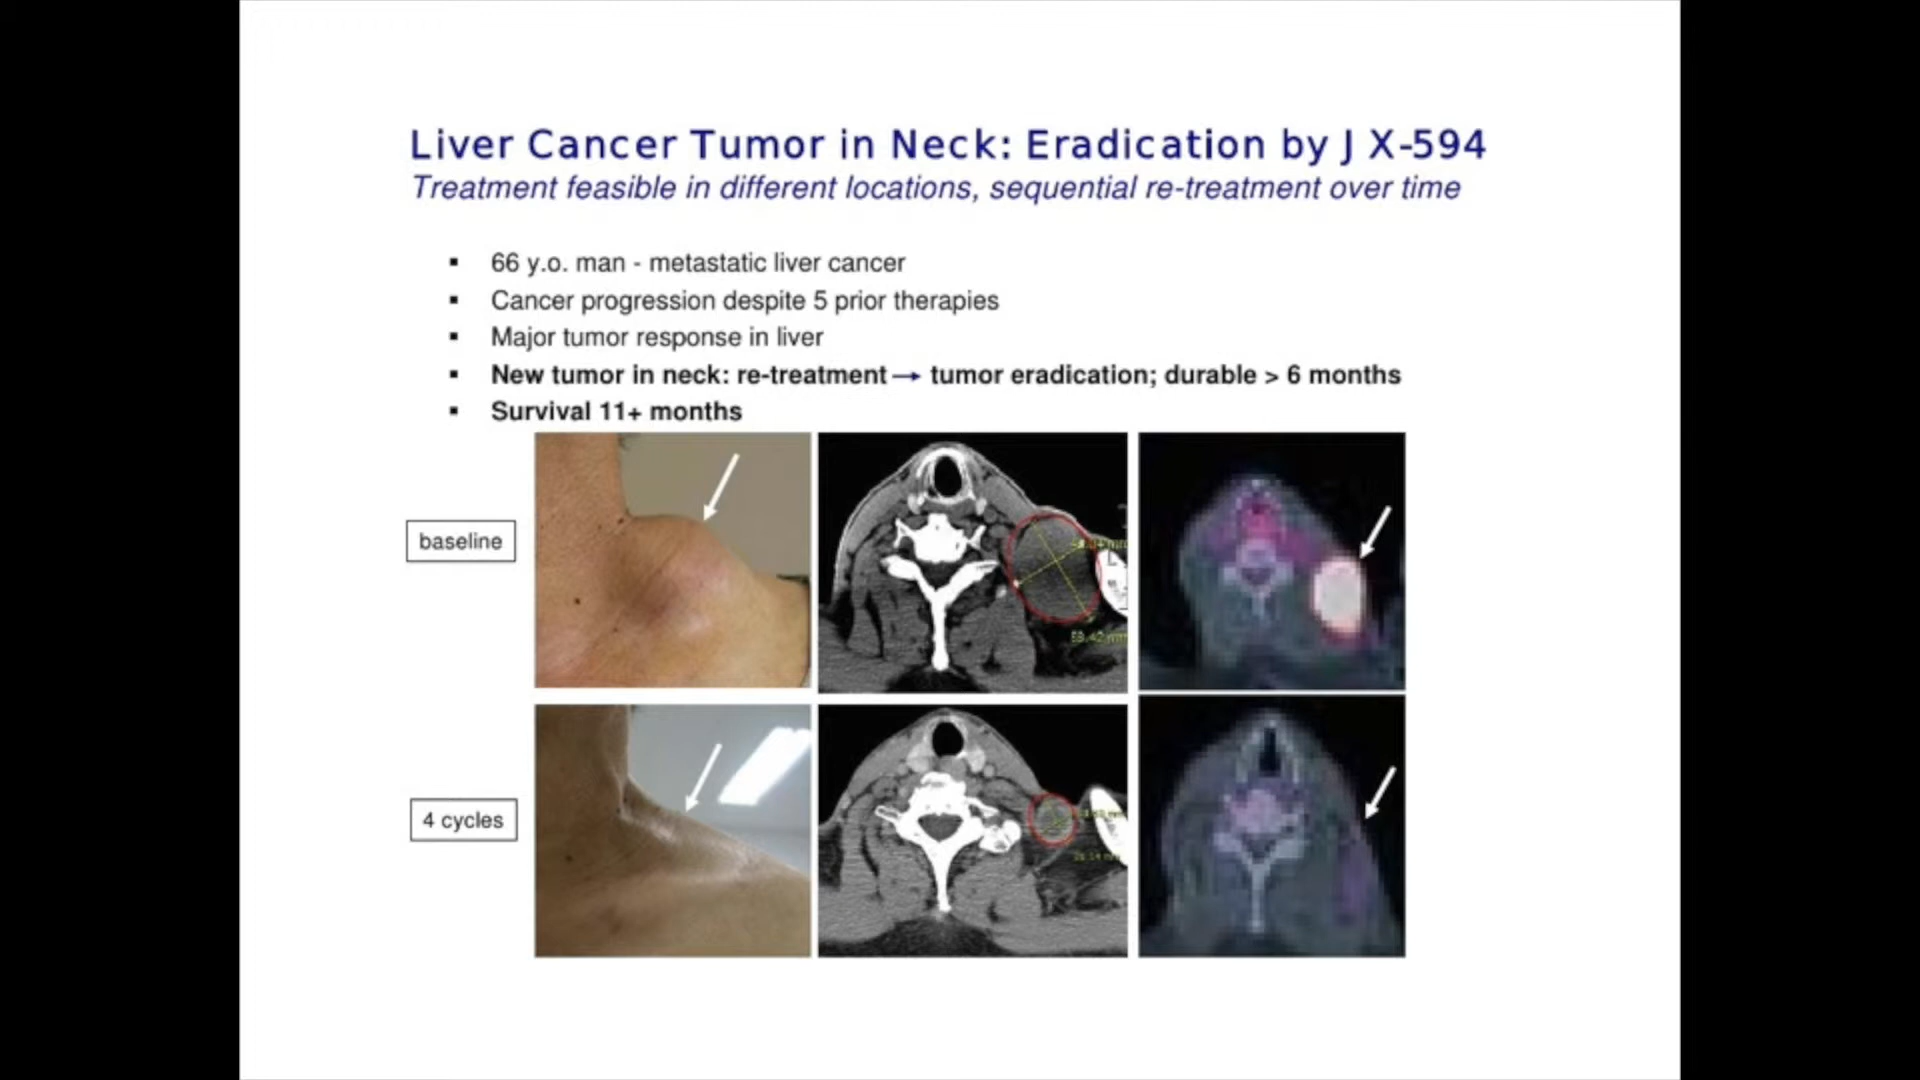 Liver Cancer Tumor in Neck: Eradication by J X-594
Treatment feasible in different locations, sequential re-treatment over time
▪ 66 y.o. man - metastatic liver cancer
▪ Cancer progression despite 5 prior therapies
▪ Major tumor response in liver
▪ New tumor in neck: re-treatment → tumor eradication; durable > 6 months
▪ Survival 11+ months
baseline
4 cycles